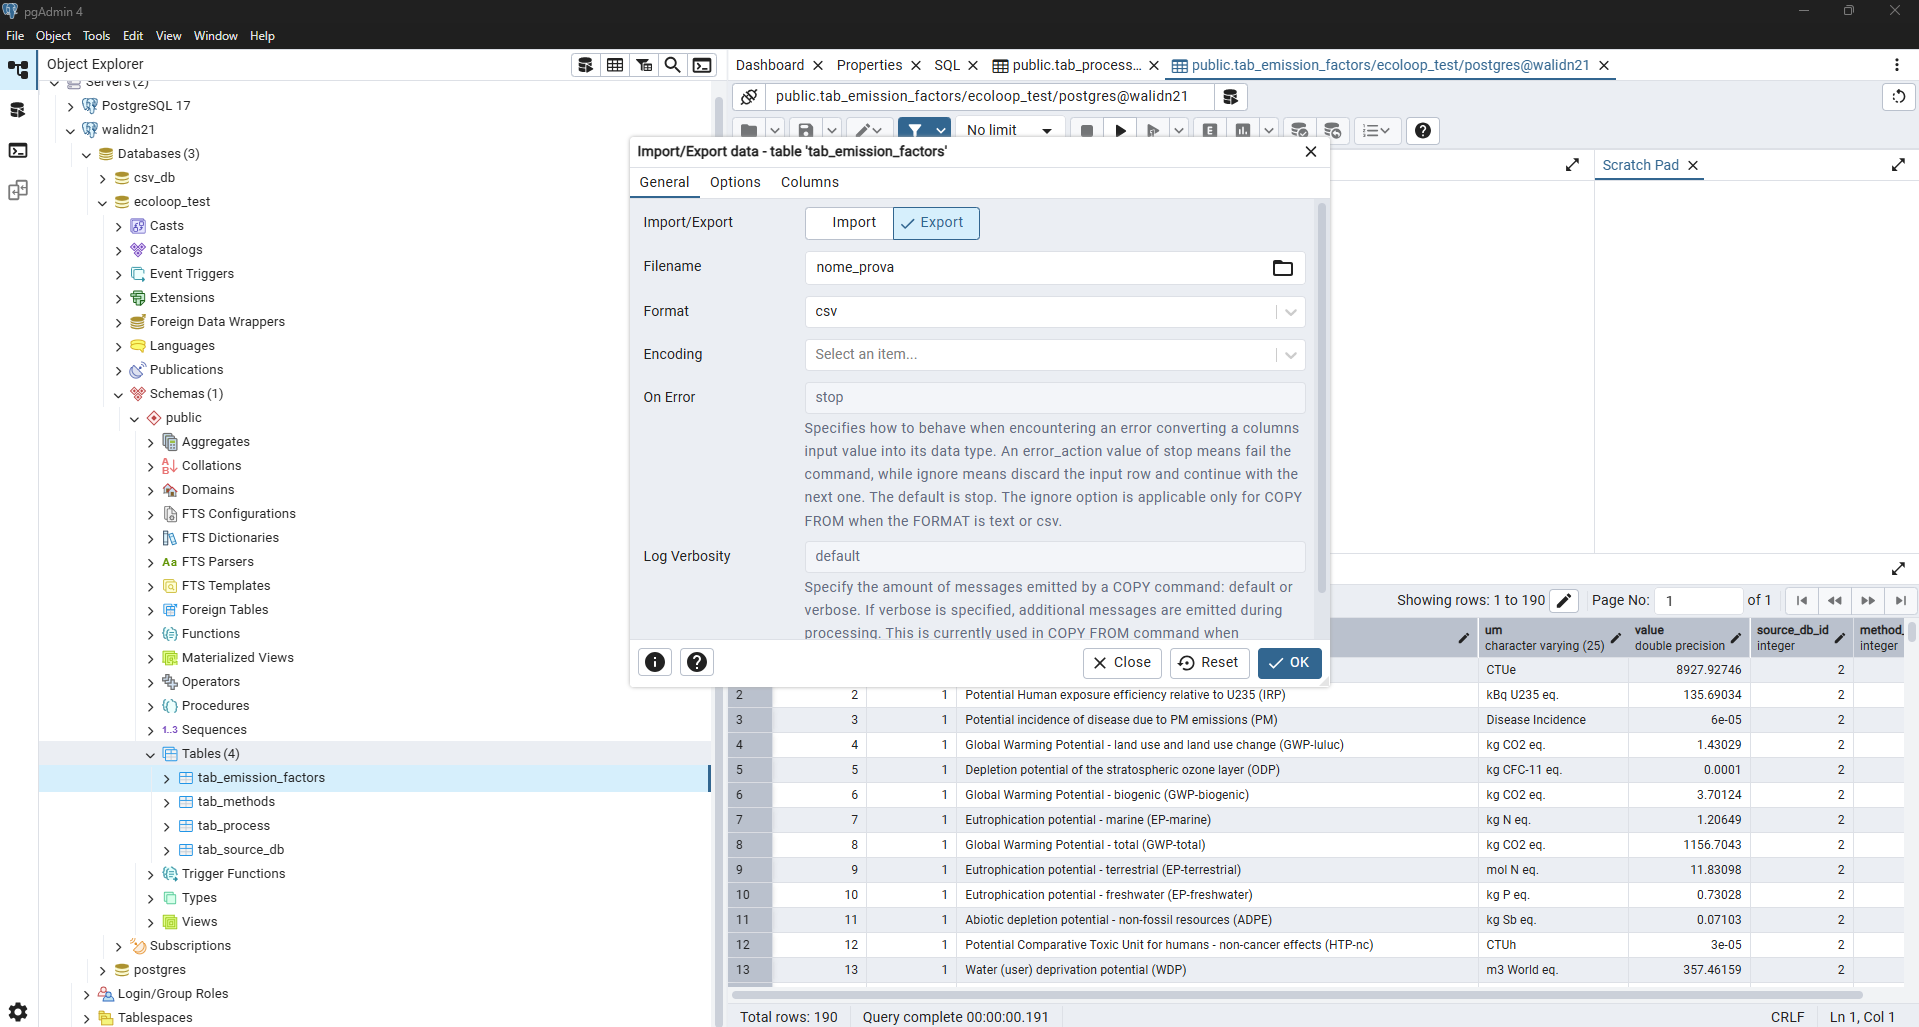 pgAdmin 4
File Object Tools Edit View Window Help
Object Explorer
Servers (2)
PostgreSQL 17
walidn21
Databases (3)
csv_db
ecoloop_test
Casts
Catalogs
Event Triggers
Extensions
Foreign Data Wrappers
Languages
Publications
Schemas (1)
public
Aggregates
Collations
Domains
FTS Configurations
FTS Dictionaries
Aa FTS Parsers
FTS Templates
Foreign Tables
Functions
Materialized Views
Operators
Procedures
1..3 Sequences
Tables (4)
tab_emission_factors
tab_methods
tab_process
tab_source_db
Trigger Functions
Types
Views
Subscriptions
postgres
Login/Group Roles
Tablespaces
Dashboard Properties SQL public.tab_process... public.tab_emission_factors/ecoloop_test/postgres@walidn21
public.tab_emission_factors/ecoloop_test/postgres@walidn21
No limit
E
Import/Export data - table 'tab_emission_factors'
General Options Columns
Import/Export Import Export
Filename nome_prova
Format csv
Encoding Select an item...
On Error stop
Specifies how to behave when encountering an error converting a columns
input value into its data type. An error_action value of stop means fail the
command, while ignore means discard the input row and continue with the
next one. The default is stop. The ignore option is applicable only for COPY
FROM when the FORMAT is text or csv.
Log Verbosity default
Specify the amount of messages emitted by a COPY command: default or
verbose. If verbose is specified, additional messages are emitted during
processing. This is currently used in COPY FROM command when
Close Reset OK
Scratch Pad
Showing rows: 1 to 190 Page No: 1 of 1
um value source_db_id method_
character varying (25) double precision integer integer
CTUe 8927.92746 2
2 2 1 Potential Human exposure efficiency relative to U235 (IRP) kBq U235 eq. 135.69034 2
3 3 1 Potential incidence of disease due to PM emissions (PM) Disease Incidence 6e-05 2
4 4 1 Global Warming Potential - land use and land use change (GWP-luluc) kg CO2 eq. 1.43029 2
5 5 1 Depletion potential of the stratospheric ozone layer (ODP) kg CFC-11 eq. 0.0001 2
6 6 1 Global Warming Potential - biogenic (GWP-biogenic) kg CO2 eq. 3.70124 2
7 7 1 Eutrophication potential - marine (EP-marine) kg N eq. 1.20649 2
8 8 1 Global Warming Potential - total (GWP-total) kg CO2 eq. 1156.7043 2
9 9 1 Eutrophication potential - terrestrial (EP-terrestrial) mol N eq. 11.83098 2
10 10 1 Eutrophication potential - freshwater (EP-freshwater) kg P eq. 0.73028 2
11 11 1 Abiotic depletion potential - non-fossil resources (ADPE) kg Sb eq. 0.07103 2
12 12 1 Potential Comparative Toxic Unit for humans - non-cancer effects (HTP-nc) CTUh 3e-05 2
13 13 1 Water (user) deprivation potential (WDP) m3 World eq. 357.46159 2
Total rows: 190 Query complete 00:00:00.191 CRLF Ln 1, Col 1